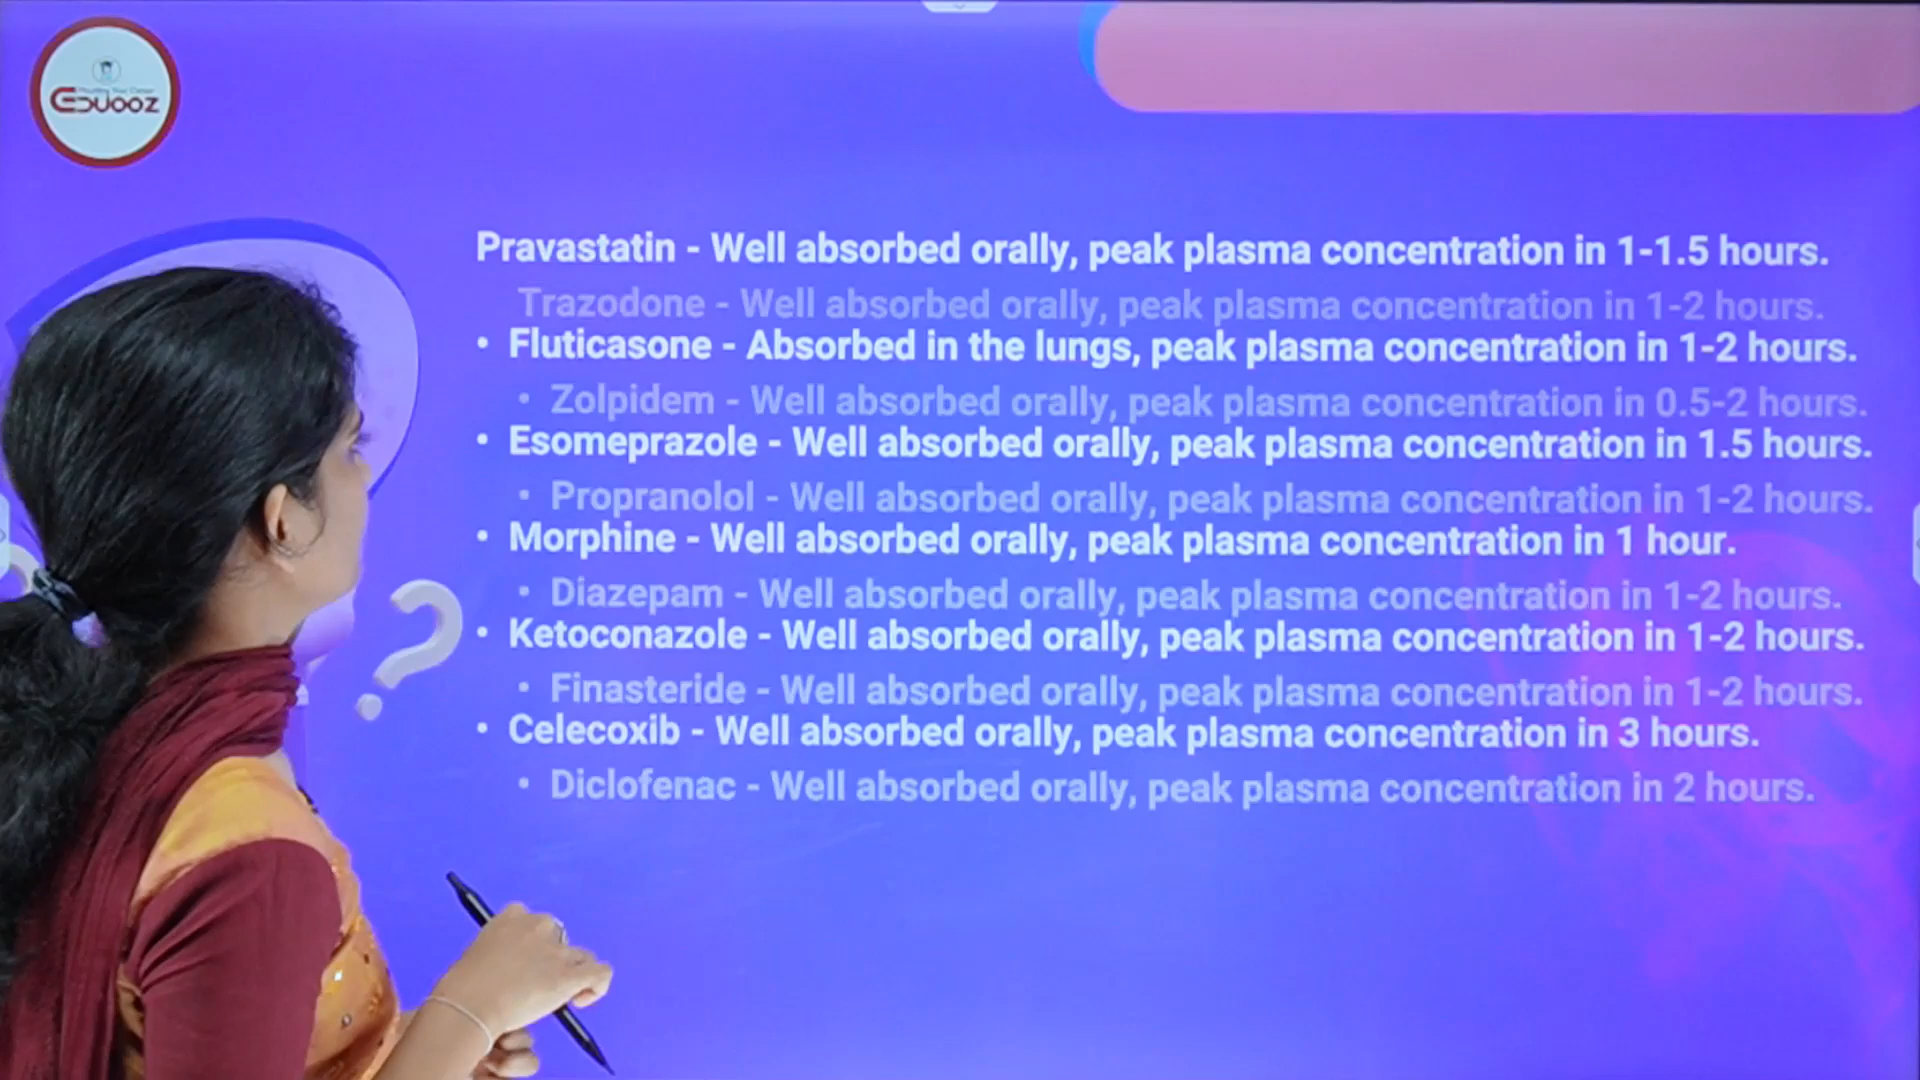 EDUOOZ
Pravastatin - Well absorbed orally, peak plasma concentration in 1-1.5 hours.
Trazodone - Well absorbed orally, peak plasma concentration in 1-2 hours.
• Fluticasone - Absorbed in the lungs, peak plasma concentration in 1-2 hours.
• Zolpidem - Well absorbed orally, peak plasma concentration in 0.5-2 hours.
• Esomeprazole - Well absorbed orally, peak plasma concentration in 1.5 hours.
• Propranolol - Well absorbed orally, peak plasma concentration in 1-2 hours.
• Morphine - Well absorbed orally, peak plasma concentration in 1 hour.
• Diazepam - Well absorbed orally, peak plasma concentration in 1-2 hours.
• Ketoconazole - Well absorbed orally, peak plasma concentration in 1-2 hours.
• Finasteride - Well absorbed orally, peak plasma concentration in 1-2 hours.
• Celecoxib - Well absorbed orally, peak plasma concentration in 3 hours.
• Diclofenac - Well absorbed orally, peak plasma concentration in 2 hours.